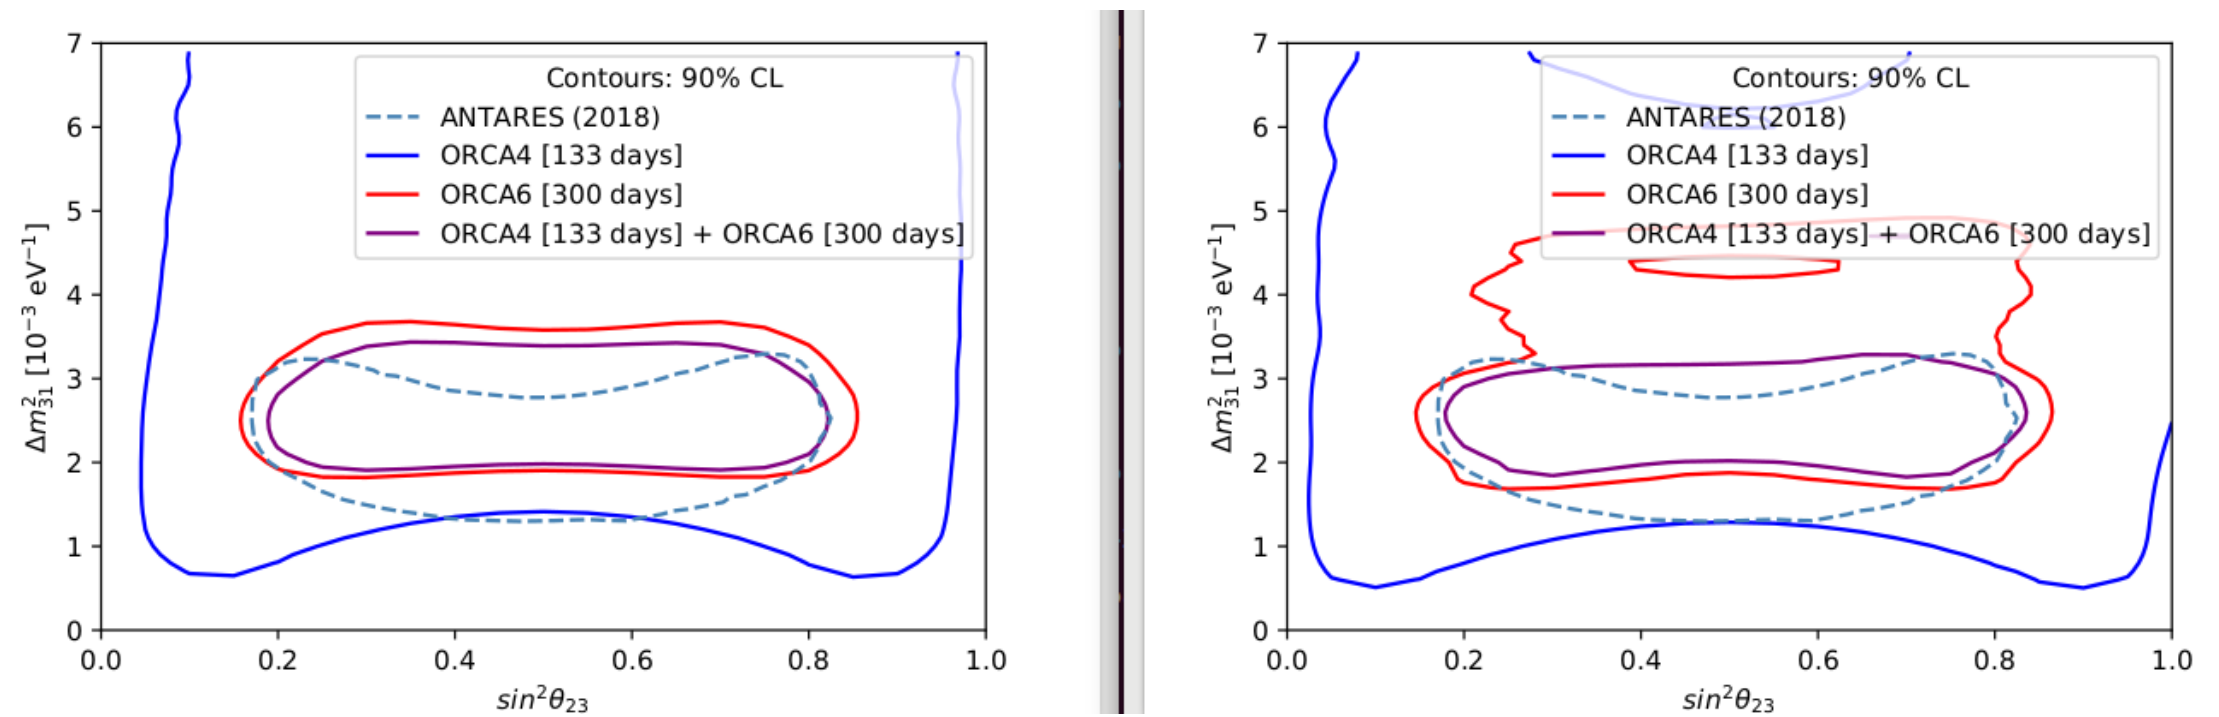 7
6
5
4
3
2
1
0
0.0 0.2 0.4 0.6 0.8 1.0
Δm²₃₁ [10⁻³ eV⁻¹]
sin²θ₂₃
Contours: 90% CL
ANTARES (2018)
ORCA4 [133 days]
ORCA6 [300 days]
ORCA4 [133 days] + ORCA6 [300 days]
7
6
5
4
3
2
1
0
0.0 0.2 0.4 0.6 0.8 1.0
Δm²₃₁ [10⁻³ eV⁻¹]
sin²θ₂₃
Contours: 90% CL
ANTARES (2018)
ORCA4 [133 days]
ORCA6 [300 days]
ORCA4 [133 days] + ORCA6 [300 days]